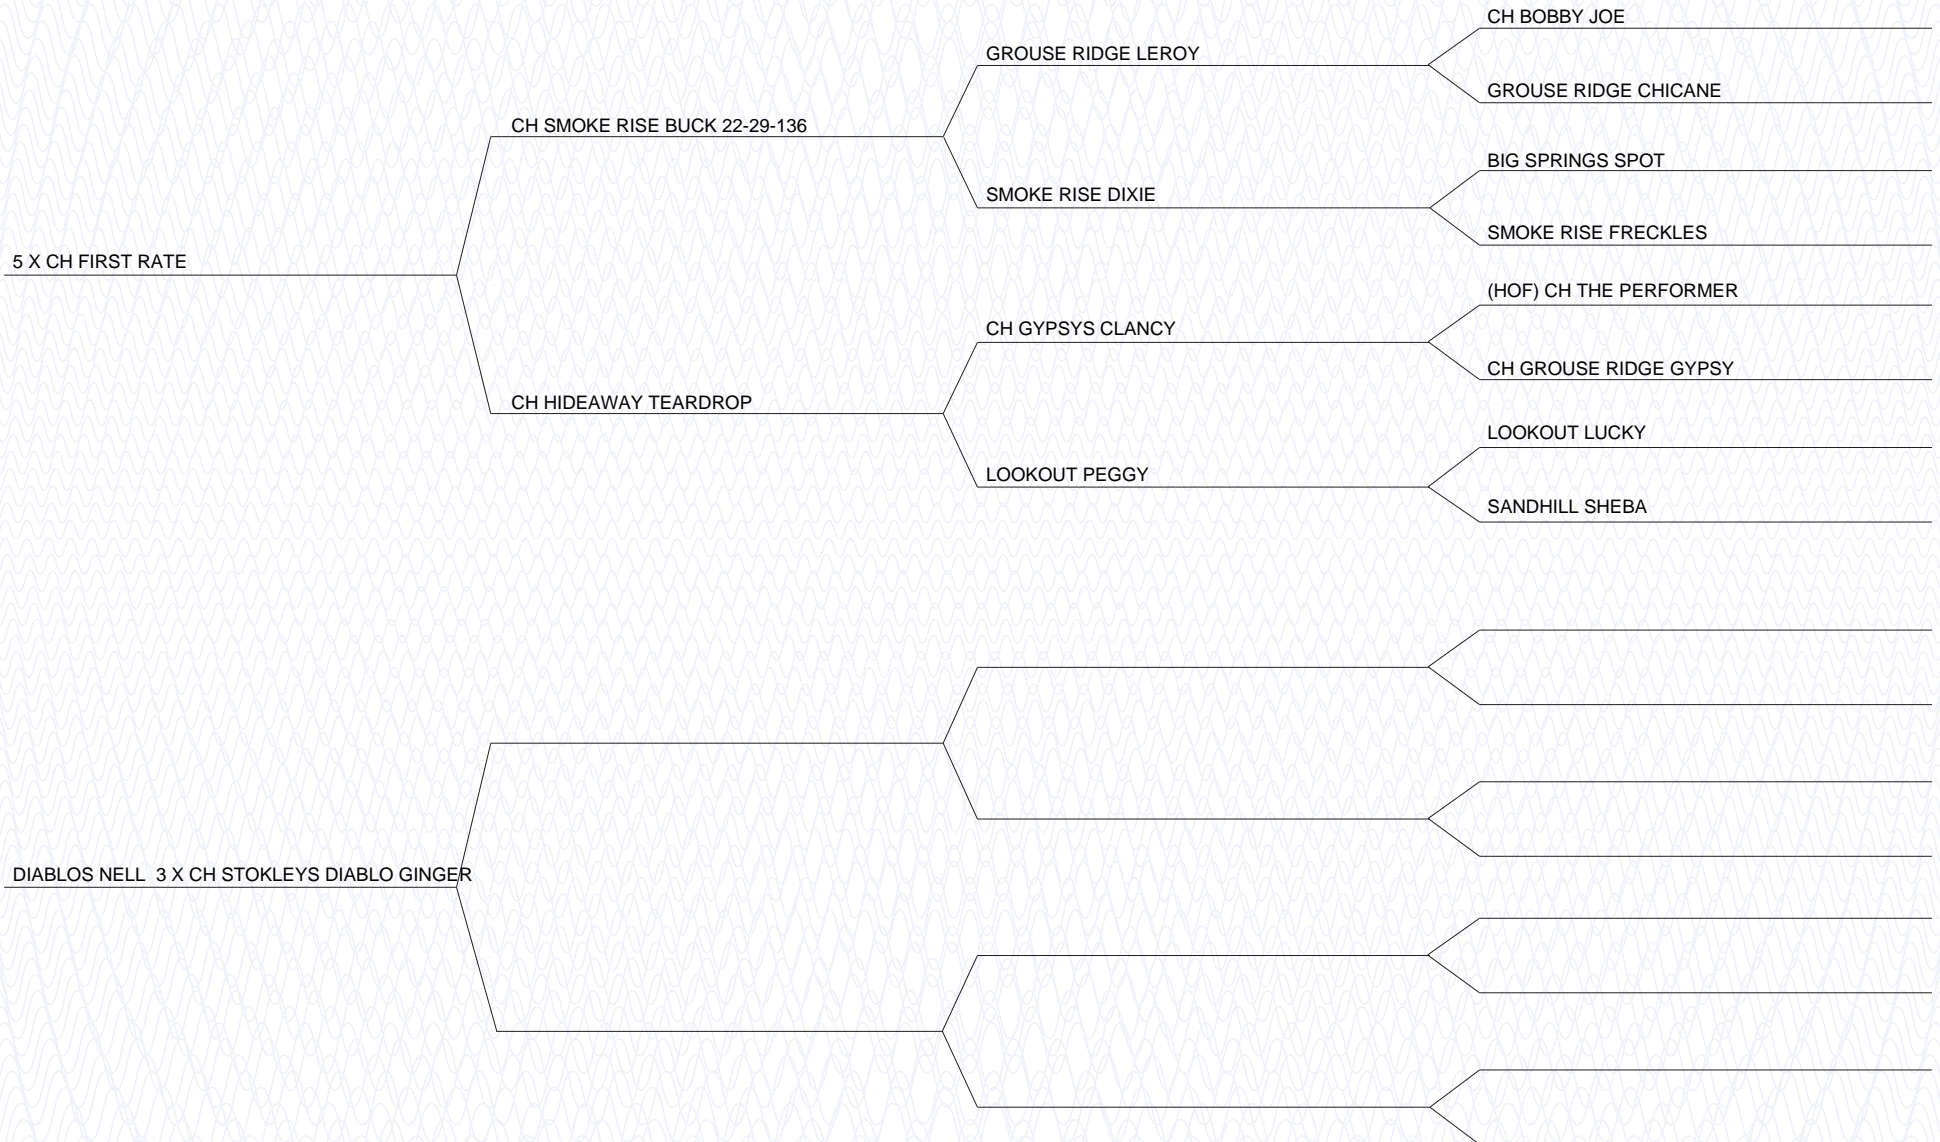 CH BOBBY JOE
GROUSE RIDGE LEROY
GROUSE RIDGE CHICANE
CH SMOKE RISE BUCK 22-29-136
BIG SPRINGS SPOT
SMOKE RISE DIXIE
SMOKE RISE FRECKLES
5 X CH FIRST RATE
(HOF) CH THE PERFORMER
CH GYPSYS CLANCY
CH GROUSE RIDGE GYPSY
CH HIDEAWAY TEARDROP
LOOKOUT LUCKY
LOOKOUT PEGGY
SANDHILL SHEBA
DIABLOS NELL  3 X CH STOKLEYS DIABLO GINGER